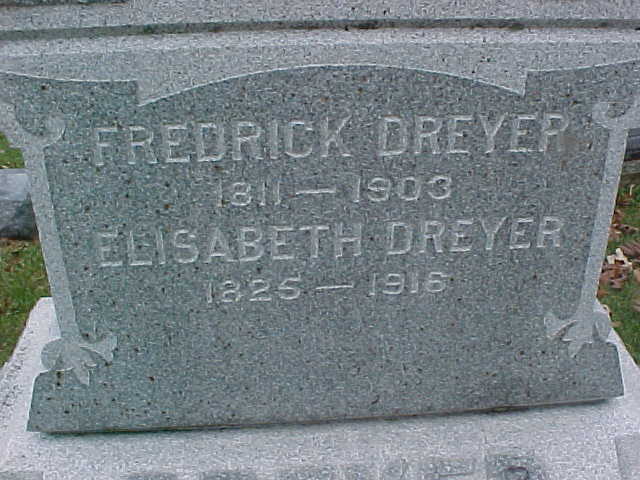 FREDRICK DREYER
1811 — 1903
ELISABETH DREYER
1825 — 1916